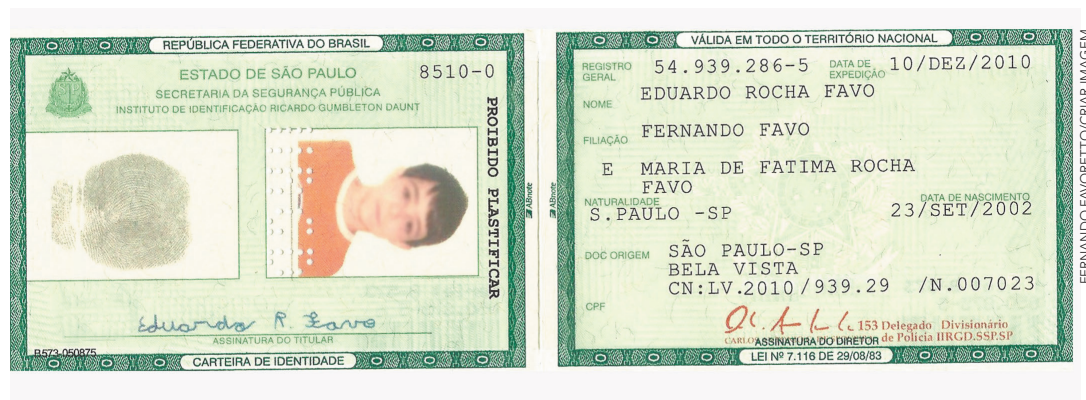 REPÚBLICA FEDERATIVA DO BRASIL
ESTADO DE SÃO PAULO
8510-0
SECRETARIA DA SEGURANÇA PÚBLICA
INSTITUTO DE IDENTIFICAÇÃO RICARDO GUMBLETON DAUNT
PROIBIDO PLASTIFICAR
Eduardo R. Favo
ASSINATURA DO TITULAR
B573-050875
CARTEIRA DE IDENTIDADE
ABnote
ABnote
VÁLIDA EM TODO O TERRITÓRIO NACIONAL
REGISTRO GERAL 54.939.286-5 DATA DE EXPEDIÇÃO 10/DEZ/2010
NOME EDUARDO ROCHA FAVO
FILIAÇÃO FERNANDO FAVO
E MARIA DE FATIMA ROCHA
FAVO
NATURALIDADE DATA DE NASCIMENTO
S.PAULO -SP 23/SET/2002
DOC ORIGEM SÃO PAULO-SP
BELA VISTA
CN:LV.2010 /939.29 /N.007023
CPF
153 Delegado Divisionário
ASSINATURA DO DIRETOR de Polícia IIRGD.SSP.SP
LEI Nº 7.116 DE 29/08/83
FERNANDO FAVORETTO/CRIAR IMAGEM